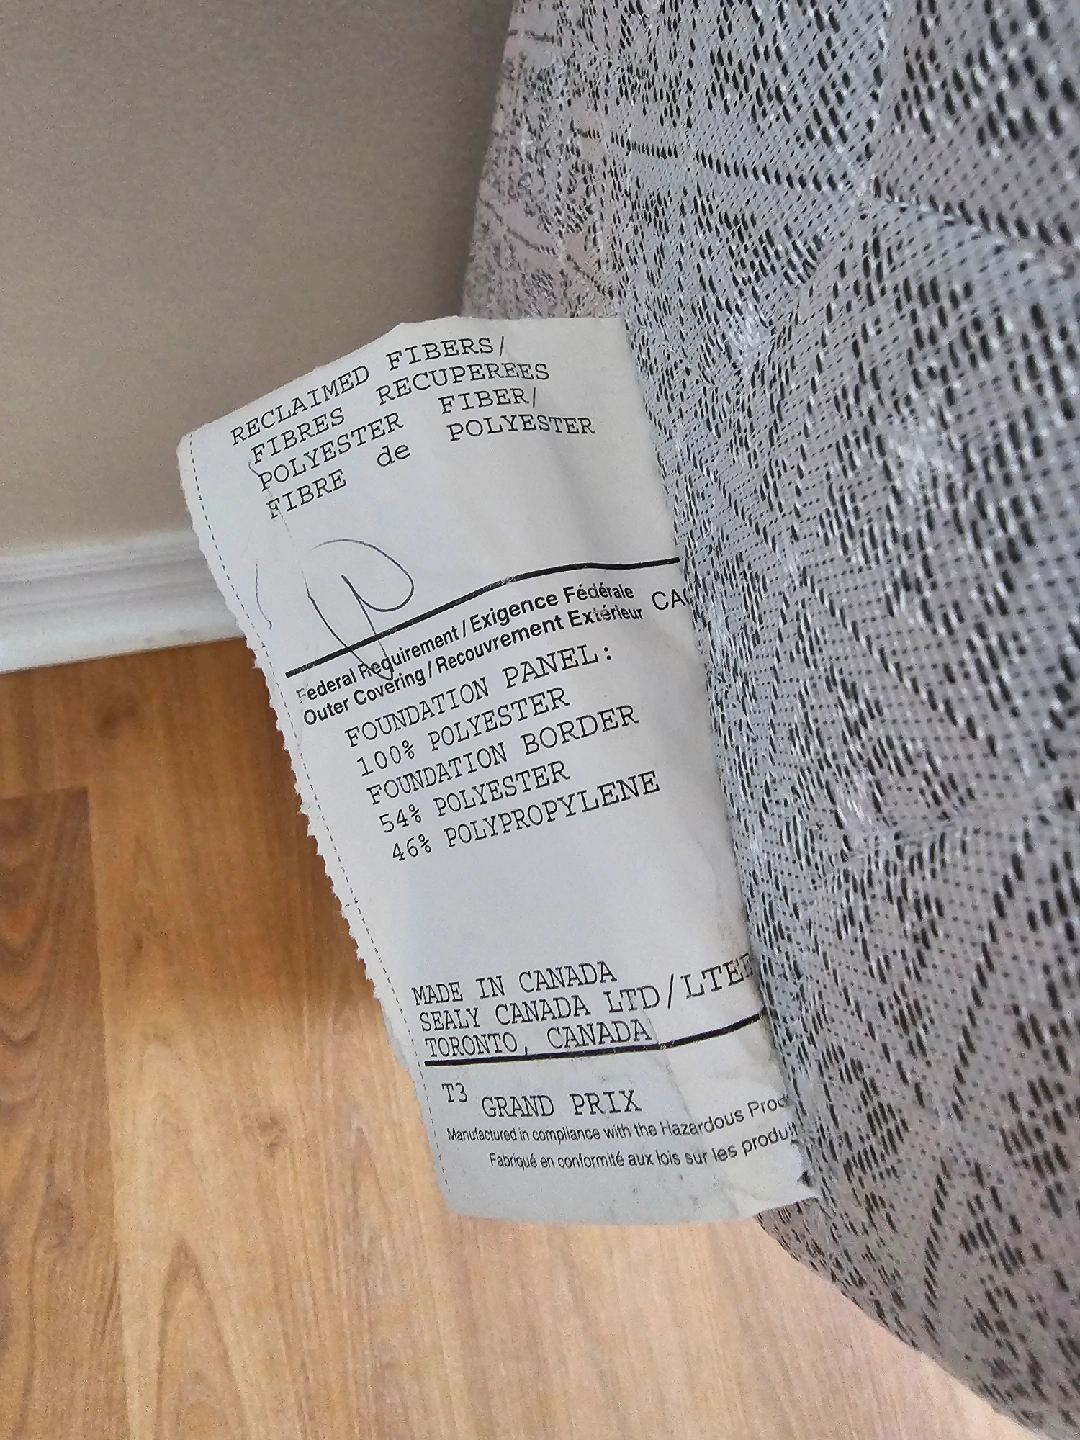 RECLAIMED FIBERS/
FIBRES RECUPEREES
POLYESTER FIBER/
FIBRE de POLYESTER
Federal Requirement / Exigence Fédérale
Outer Covering / Recouvrement Extérieur
FOUNDATION PANEL:
100% POLYESTER
FOUNDATION BORDER
54% POLYESTER
46% POLYPROPYLENE
MADE IN CANADA
SEALY CANADA LTD/LTEE
TORONTO, CANADA
T3 GRAND PRIX
Manufactured in compliance with the Hazardous
Fabriqué en conformité aux lois sur les